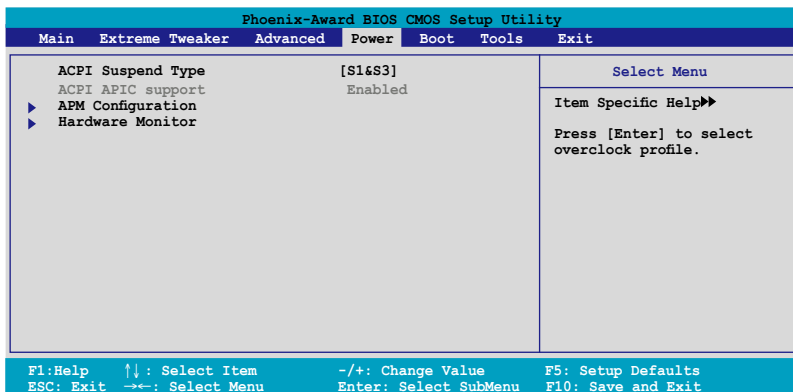 Phoenix-Award BIOS CMOS Setup Utility
Main Extreme Tweaker Advanced Power Boot Tools Exit
ACPI Suspend Type [S1&S3]
ACPI APIC support Enabled
APM Configuration
Hardware Monitor
Select Menu
Item Specific Help
Press [Enter] to select
overclock profile.
F1:Help ↑↓: Select Item -/+: Change Value F5: Setup Defaults
ESC: Exit →←: Select Menu Enter: Select SubMenu F10: Save and Exit